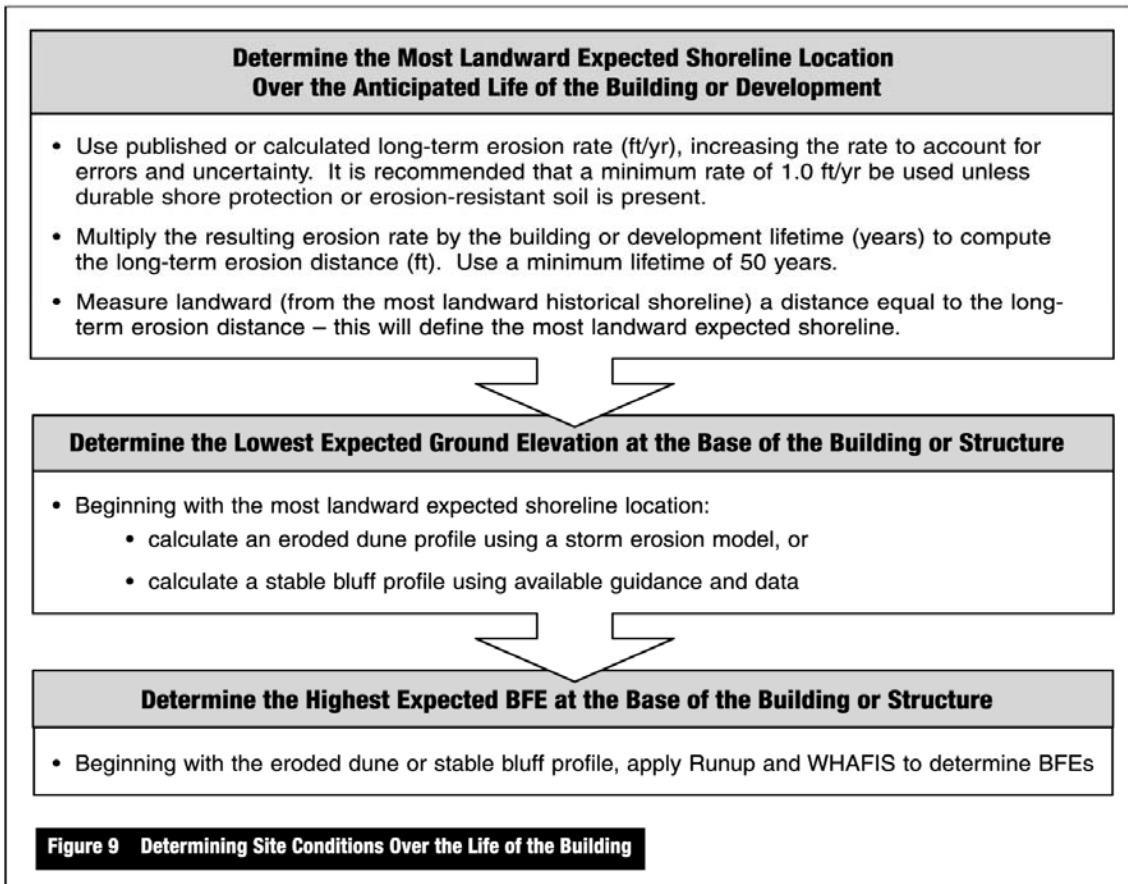 Determine the Most Landward Expected Shoreline Location
Over the Anticipated Life of the Building or Development
• Use published or calculated long-term erosion rate (ft/yr), increasing the rate to account for
errors and uncertainty. It is recommended that a minimum rate of 1.0 ft/yr be used unless
durable shore protection or erosion-resistant soil is present.
• Multiply the resulting erosion rate by the building or development lifetime (years) to compute
the long-term erosion distance (ft). Use a minimum lifetime of 50 years.
• Measure landward (from the most landward historical shoreline) a distance equal to the long-
term erosion distance – this will define the most landward expected shoreline.
Determine the Lowest Expected Ground Elevation at the Base of the Building or Structure
• Beginning with the most landward expected shoreline location:
• calculate an eroded dune profile using a storm erosion model, or
• calculate a stable bluff profile using available guidance and data
Determine the Highest Expected BFE at the Base of the Building or Structure
• Beginning with the eroded dune or stable bluff profile, apply Runup and WHAFIS to determine BFEs
Figure 9 Determining Site Conditions Over the Life of the Building